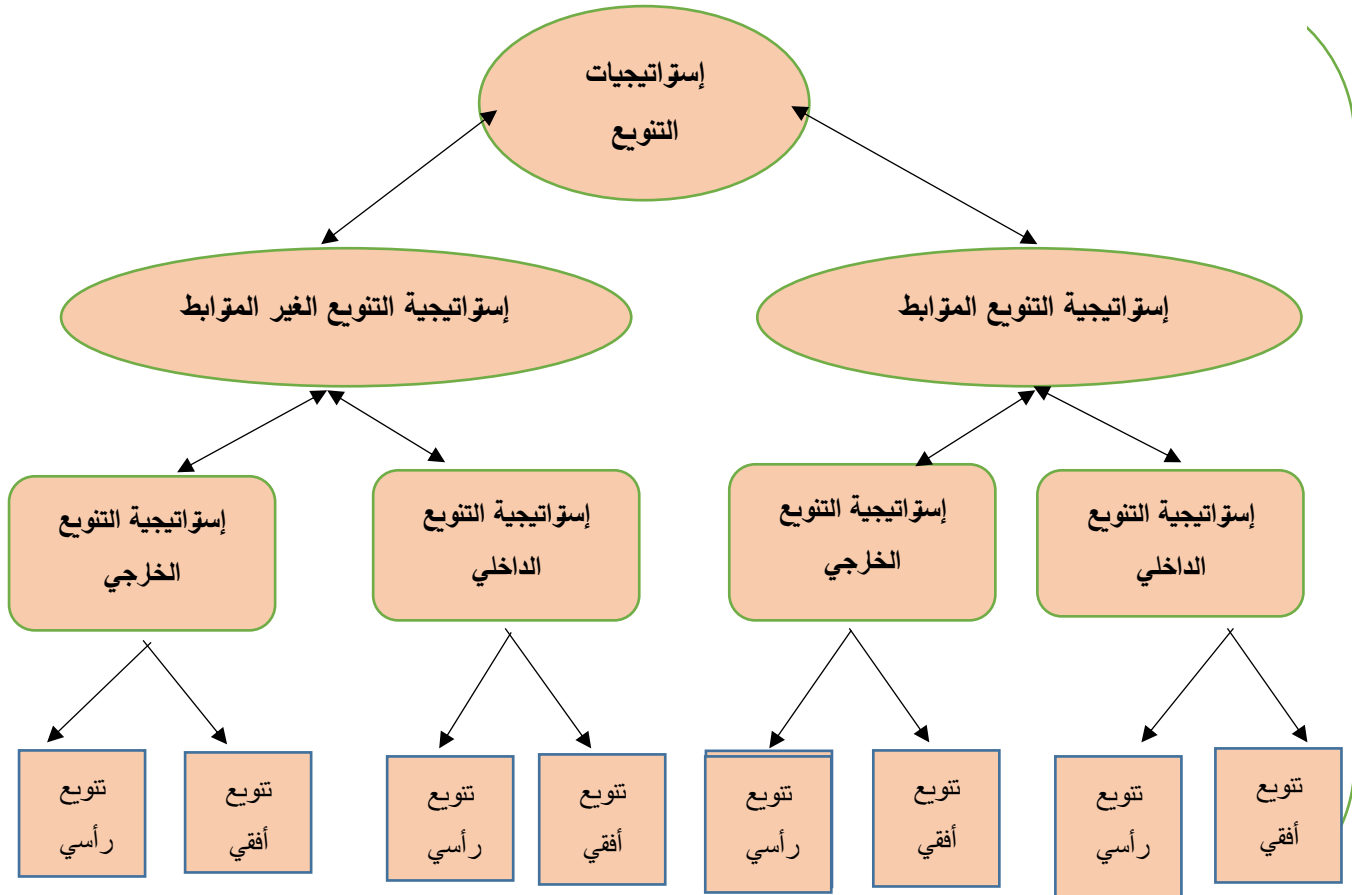 إستراتيجيات
التنويع
إستراتيجية التنويع المترابط
إستراتيجية التنويع الغير المترابط
إستراتيجية التنويع
الداخلي
إستراتيجية التنويع
الخارجي
إستراتيجية التنويع
الداخلي
إستراتيجية التنويع
الخارجي
تنويع
أفقي
تنويع
رأسي
تنويع
أفقي
تنويع
رأسي
تنويع
أفقي
تنويع
رأسي
تنويع
أفقي
تنويع
رأسي